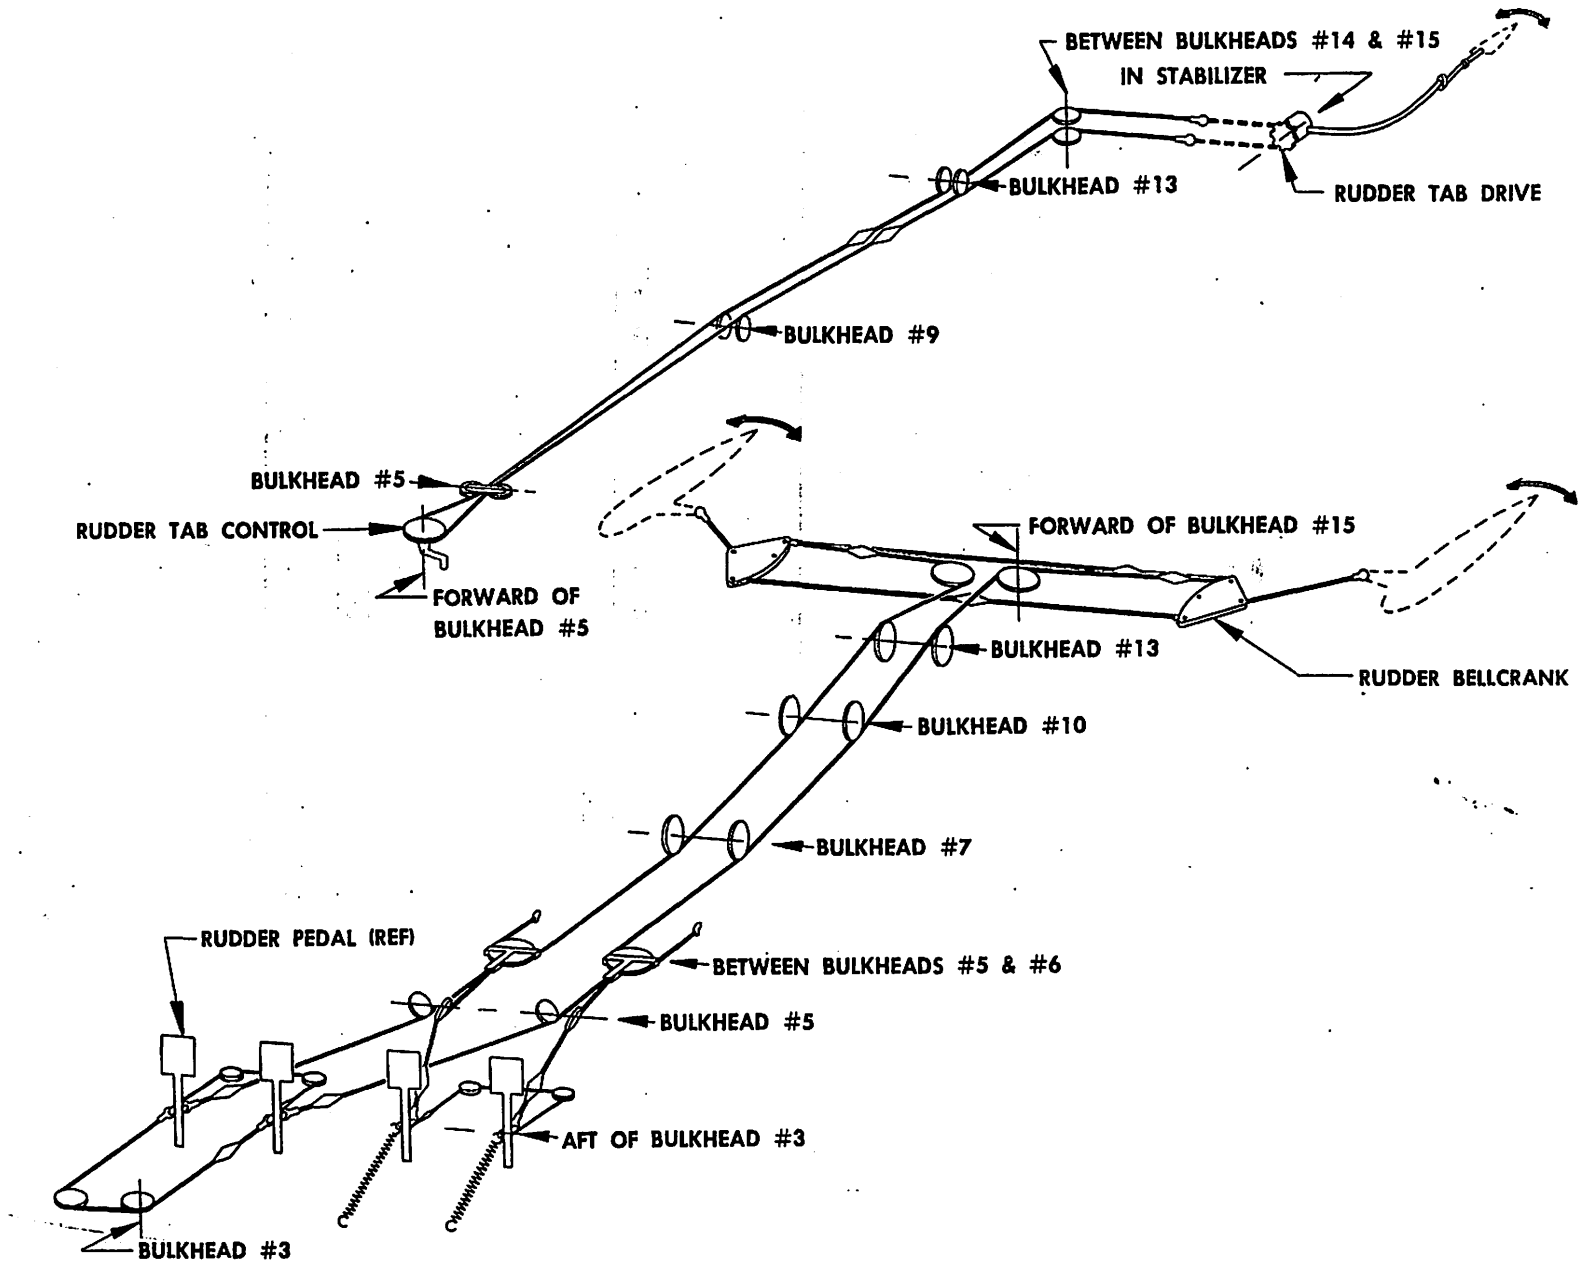 BETWEEN BULKHEADS #14 & #15
IN STABILIZER
BULKHEAD #13
RUDDER TAB DRIVE
BULKHEAD #9
BULKHEAD #5
RUDDER TAB CONTROL
FORWARD OF
BULKHEAD #5
FORWARD OF BULKHEAD #15
BULKHEAD #13
RUDDER BELLCRANK
BULKHEAD #10
BULKHEAD #7
RUDDER PEDAL (REF)
BETWEEN BULKHEADS #5 & #6
BULKHEAD #5
AFT OF BULKHEAD #3
BULKHEAD #3